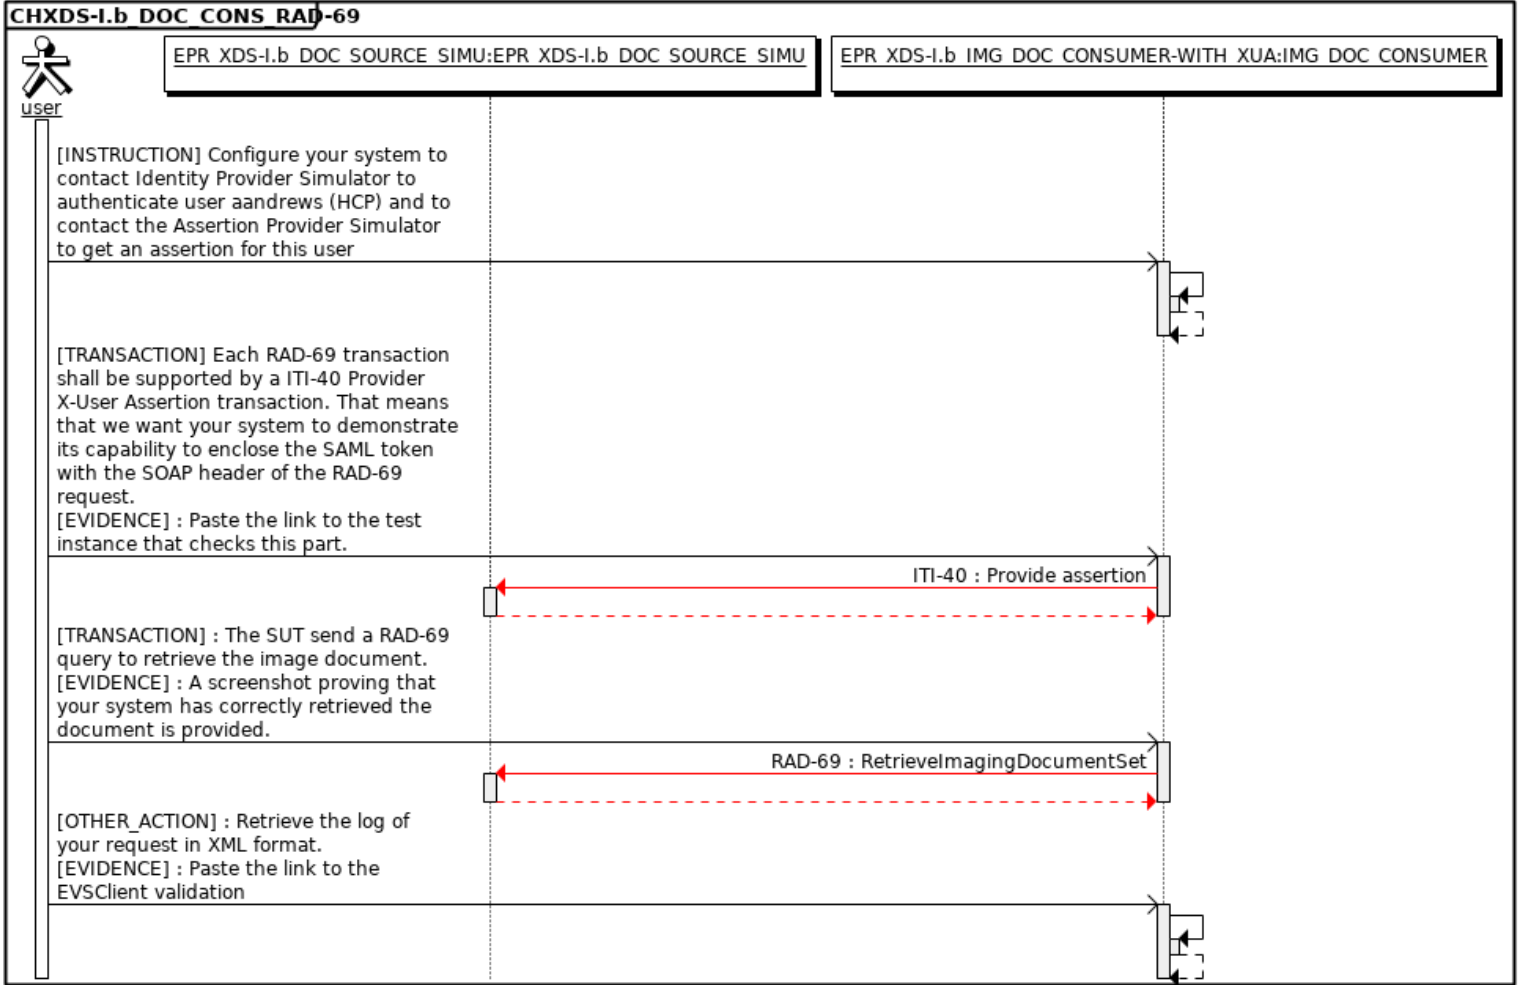 CHXDS-I.b_DOC_CONS_RAD-69
EPR_XDS-I.b_DOC_SOURCE_SIMU:EPR_XDS-I.b_DOC_SOURCE_SIMU
EPR_XDS-I.b_IMG_DOC_CONSUMER-WITH_XUA:IMG_DOC_CONSUMER
user
[INSTRUCTION] Configure your system to
contact Identity Provider Simulator to
authenticate user aandrews (HCP) and to
contact the Assertion Provider Simulator
to get an assertion for this user
[TRANSACTION] Each RAD-69 transaction
shall be supported by a ITI-40 Provider
X-User Assertion transaction. That means
that we want your system to demonstrate
its capability to enclose the SAML token
with the SOAP header of the RAD-69
request.
[EVIDENCE] : Paste the link to the test
instance that checks this part.
ITI-40 : Provide assertion
[TRANSACTION] : The SUT send a RAD-69
query to retrieve the image document.
[EVIDENCE] : A screenshot proving that
your system has correctly retrieved the
document is provided.
RAD-69 : RetrieveImagingDocumentSet
[OTHER_ACTION] : Retrieve the log of
your request in XML format.
[EVIDENCE] : Paste the link to the
EVSClient validation